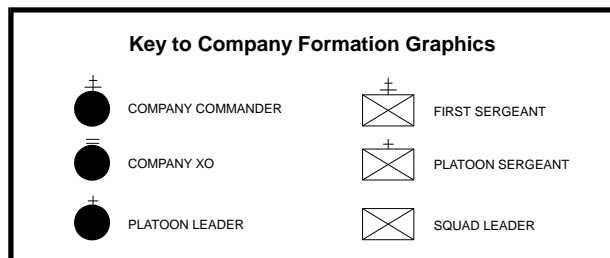 Key to Company Formation Graphics
COMPANY COMMANDER
FIRST SERGEANT
COMPANY XO
PLATOON SERGEANT
PLATOON LEADER
SQUAD LEADER